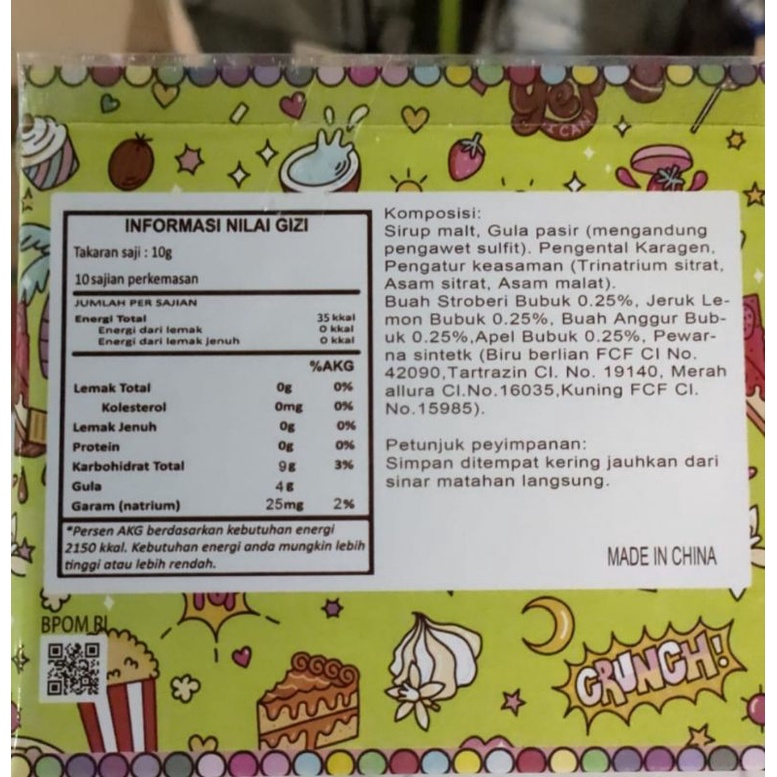 yes
I CAN!
INFORMASI NILAI GIZI
Takaran saji : 10g
10 sajian perkemasan
JUMLAH PER SAJIAN
Energi Total 35 kkal
Energi dari lemak 0 kkal
Energi dari lemak jenuh 0 kkal
%AKG
Lemak Total 0g 0%
Kolesterol 0mg 0%
Lemak Jenuh 0g 0%
Protein 0g 0%
Karbohidrat Total 9g 3%
Gula 4g
Garam (natrium) 25mg 2%
*Persen AKG berdasarkan kebutuhan energi
2150 kkal. Kebutuhan energi anda mungkin lebih
tinggi atau lebih rendah.
Komposisi:
Sirup malt, Gula pasir (mengandung
pengawet sulfit). Pengental Karagen,
Pengatur keasaman (Trinatrium sitrat,
Asam sitrat, Asam malat).
Buah Stroberi Bubuk 0.25%, Jeruk Le-
mon Bubuk 0.25%, Buah Anggur Bub-
uk 0.25%,Apel Bubuk 0.25%, Pewar-
na sintetk (Biru berlian FCF CI No.
42090,Tartrazin CI. No. 19140, Merah
allura CI.No.16035,Kuning FCF CI.
No.15985).
Petunjuk peyimpanan:
Simpan ditempat kering jauhkan dari
sinar matahan langsung.
MADE IN CHINA
BPOM RI
CRUNCH!